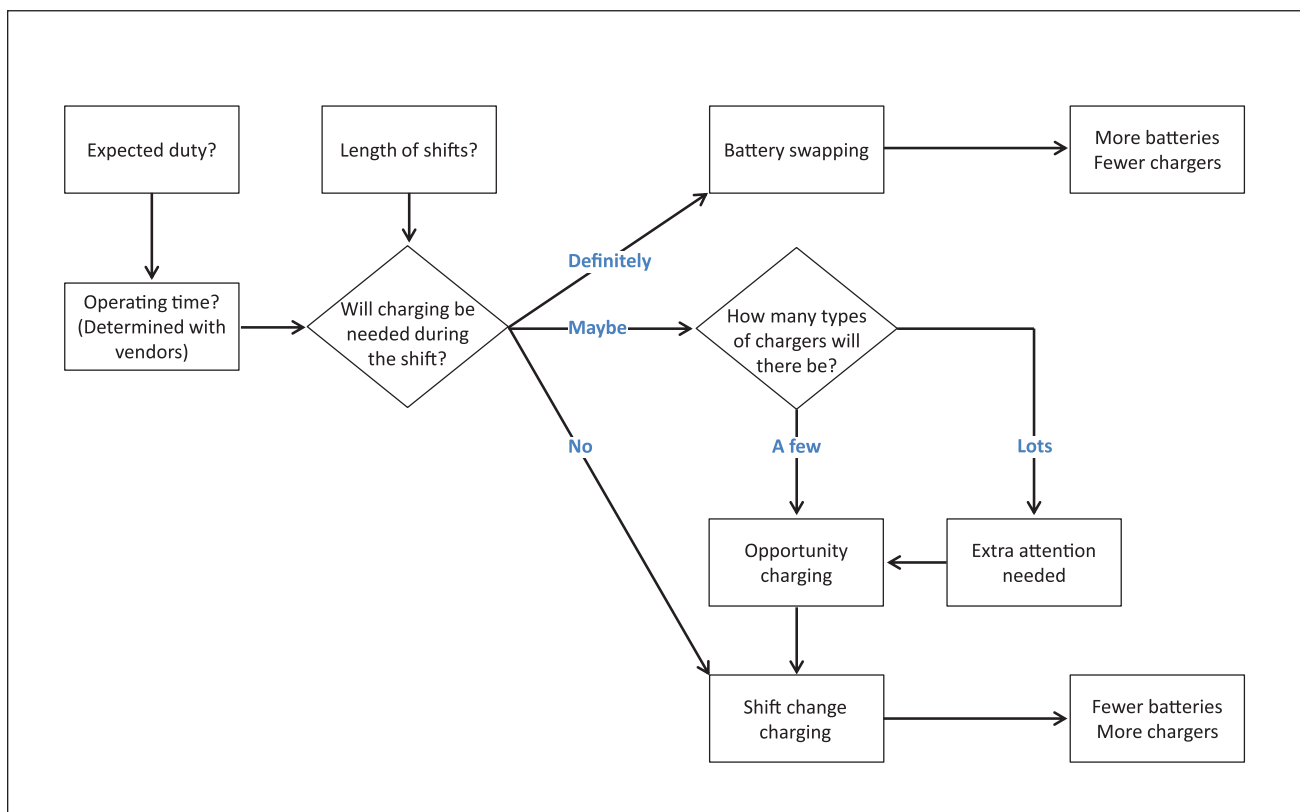 Expected duty?
Length of shifts?
Battery swapping
More batteries
Fewer chargers
Definitely
Operating time?
(Determined with
vendors)
Will charging be
needed during
the shift?
Maybe
How many types
of chargers will
there be?
No
A few
Lots
Opportunity
charging
Extra attention
needed
Shift change
charging
Fewer batteries
More chargers